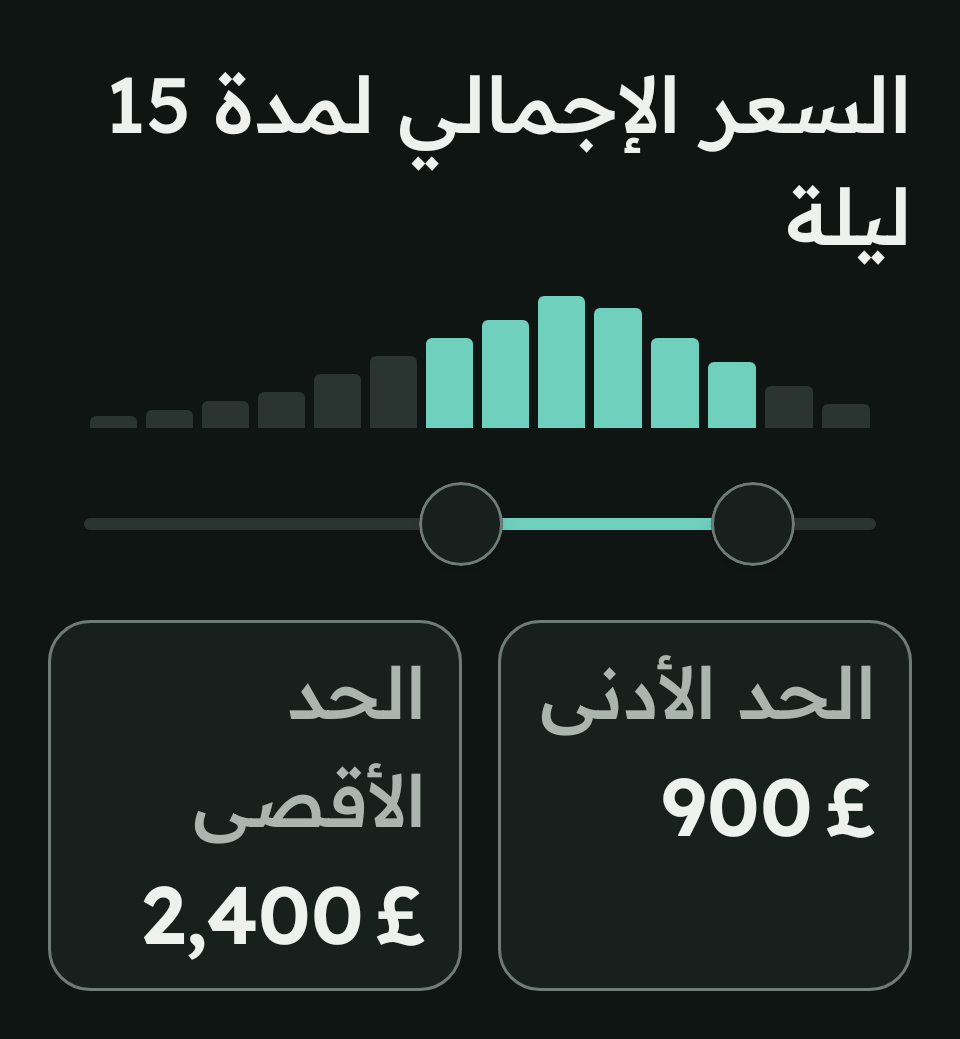 السعر الإجمالي لمدة 15
ليلة
الحد الأدنى
£ 900
الحد
الأقصى
£ 2,400